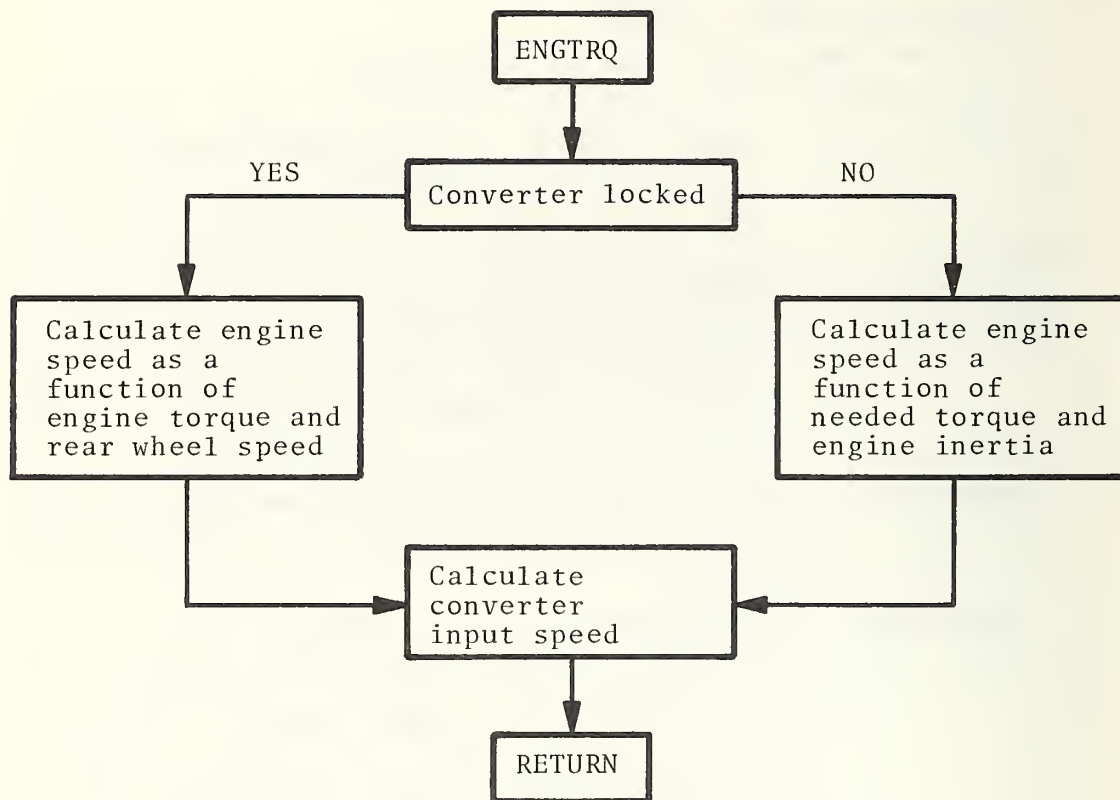 ENGTRQ
YES
NO
Converter locked
Calculate engine
speed as a
function of
engine torque and
rear wheel speed
Calculate engine
speed as a
function of
needed torque and
engine inertia
Calculate
converter
input speed
RETURN